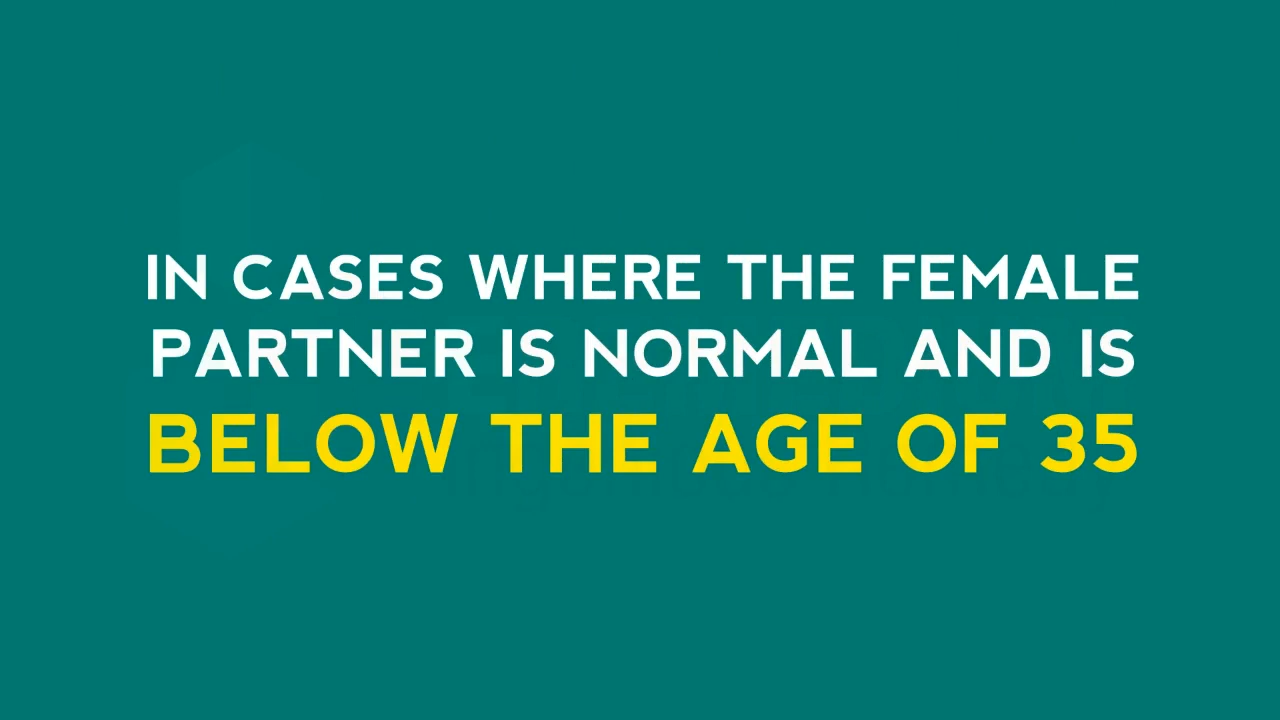 IN CASES WHERE THE FEMALE
PARTNER IS NORMAL AND IS
BELOW THE AGE OF 35